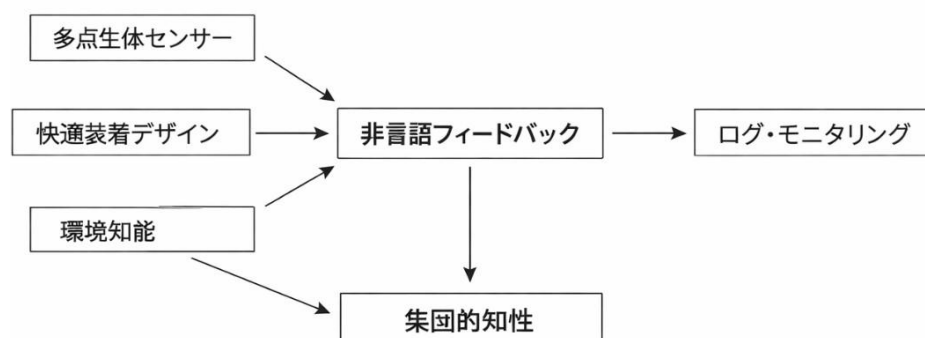 多点生体センサー
快適装着デザイン
非言語フィードバック
ログ・モニタリング
環境知能
集団的知性